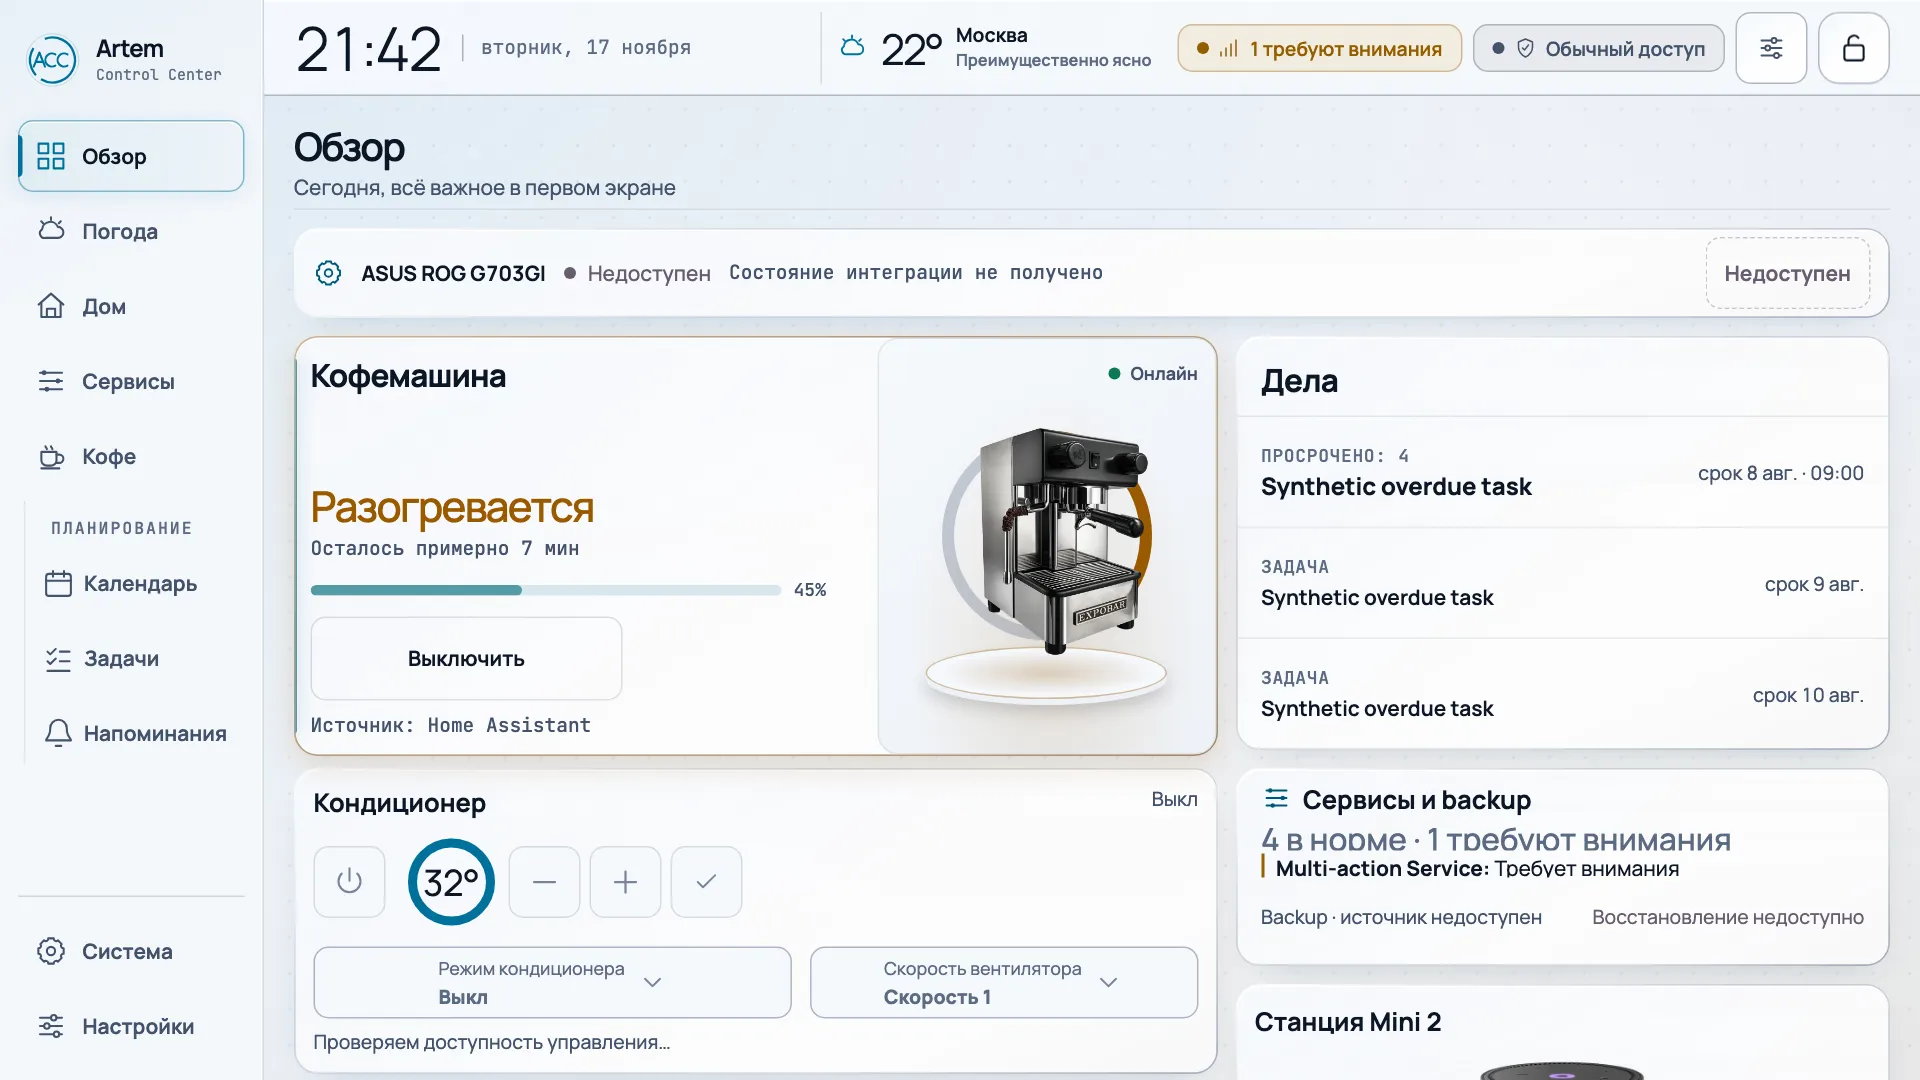 ACC
Artem
Control Center
Обзор
Погода
Дом
Сервисы
Кофе
ПЛАНИРОВАНИЕ
Календарь
Задачи
Напоминания
Система
Настройки
21:42
вторник, 17 ноября
22°
Москва
Преимущественно ясно
1 требуют внимания
Обычный доступ
Обзор
Сегодня, всё важное в первом экране
ASUS ROG G703GI
Недоступен
Состояние интеграции не получено
Недоступен
Кофемашина
Онлайн
Разогревается
Осталось примерно 7 мин
45%
Выключить
Источник: Home Assistant
EXPOBAR
Дела
ПРОСРОЧЕНО: 4
Synthetic overdue task
срок 8 авг. · 09:00
ЗАДАЧА
Synthetic overdue task
срок 9 авг.
ЗАДАЧА
Synthetic overdue task
срок 10 авг.
Кондиционер
Выкл
32°
Режим кондиционера
Выкл
Скорость вентилятора
Скорость 1
Проверяем доступность управления…
Сервисы и backup
4 в норме · 1 требуют внимания
Multi-action Service: Требует внимания
Backup · источник недоступен
Восстановление недоступно
Станция Mini 2